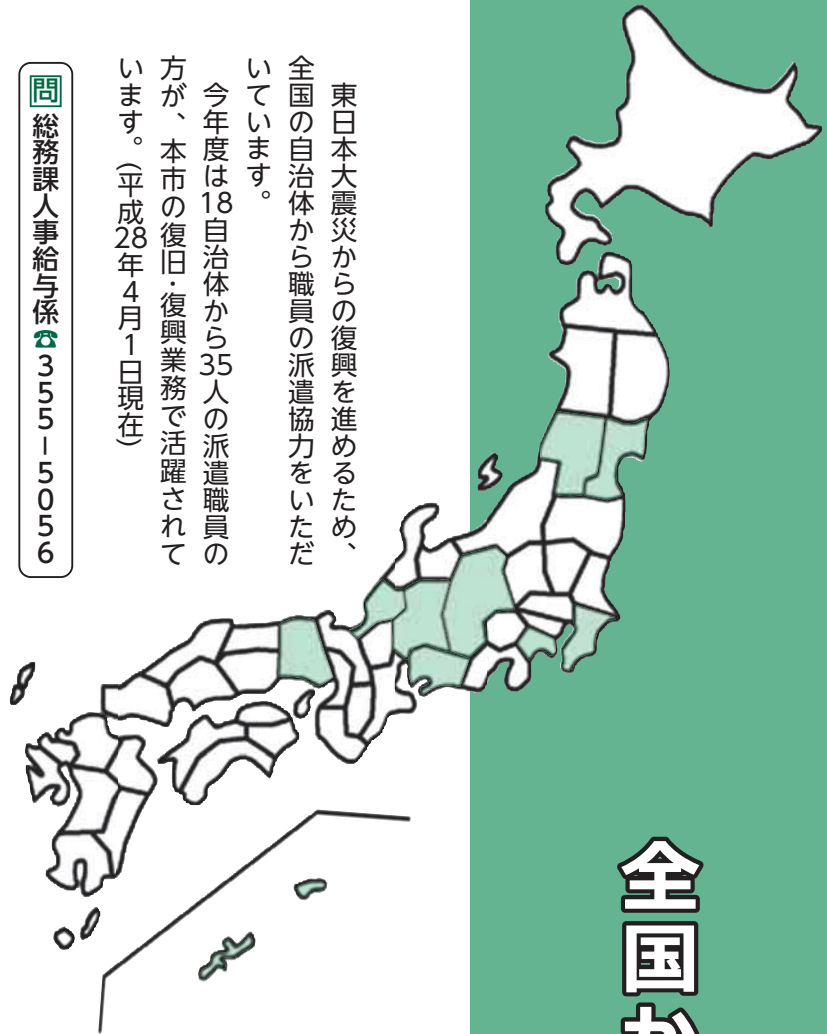 全国か
東日本大震災からの復興を進めるため、
全国の自治体から職員の派遣協力をいただ
いています。
今年度は18自治体から35人の派遣職員の
方が、本市の復旧・復興業務で活躍されて
います。（平成28年4月1日現在）
問 総務課人事給与係☎355-5056